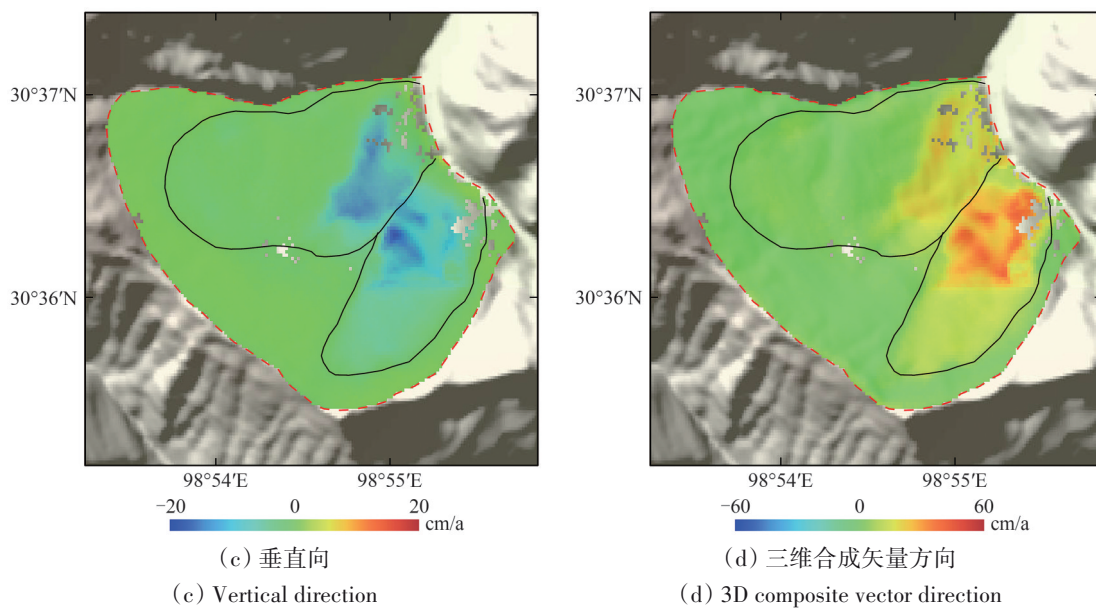 30°37′N
30°36′N
98°54′E 98°55′E
-20 0 20
cm/a
(c) 垂直向
(c) Vertical direction
30°37′N
30°36′N
98°54′E 98°55′E
-60 0 60
cm/a
(d) 三维合成矢量方向
(d) 3D composite vector direction